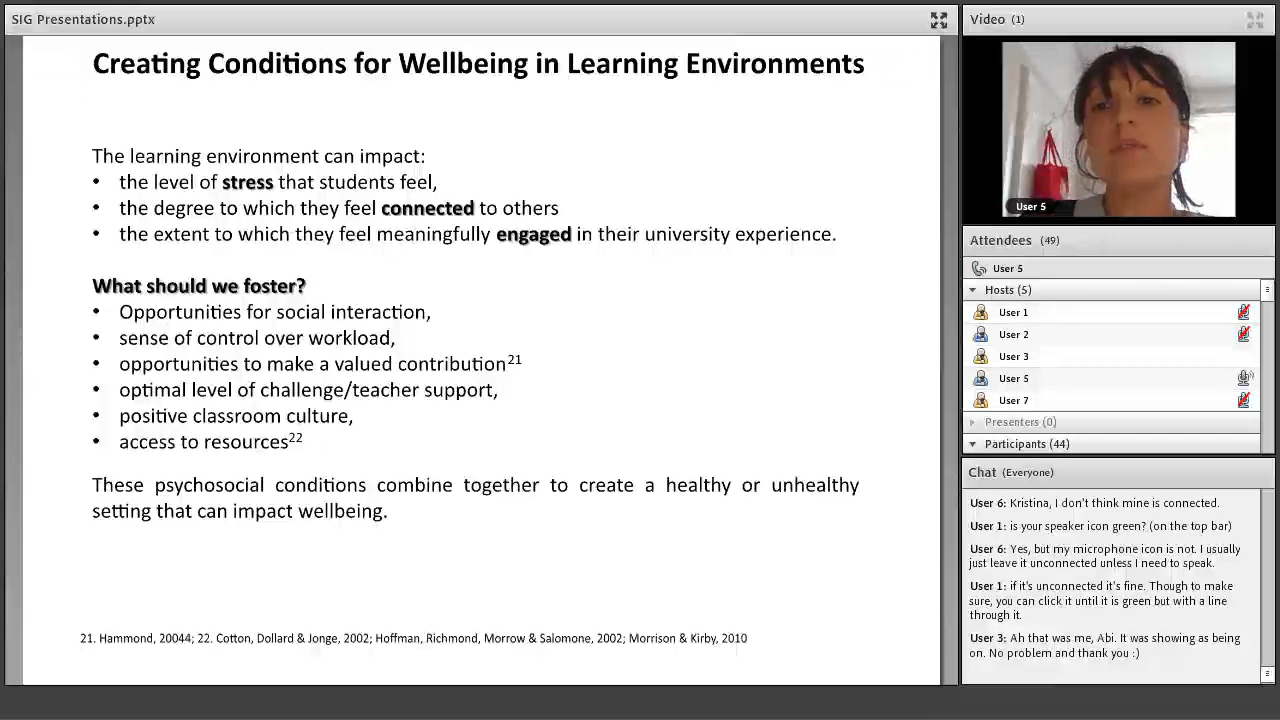 SIG Presentations.pptx
Creating Conditions for Wellbeing in Learning Environments
The learning environment can impact:
• the level of stress that students feel,
• the degree to which they feel connected to others
• the extent to which they feel meaningfully engaged in their university experience.
What should we foster?
• Opportunities for social interaction,
• sense of control over workload,
• opportunities to make a valued contribution21
• optimal level of challenge/teacher support,
• positive classroom culture,
• access to resources22
These psychosocial conditions combine together to create a healthy or unhealthy
setting that can impact wellbeing.
21. Hammond, 20044; 22. Cotton, Dollard & Jonge, 2002; Hoffman, Richmond, Morrow & Salomone, 2002; Morrison & Kirby, 2010
Video (1)
User 5
Attendees (49)
User 5
Hosts (5)
User 1
User 2
User 3
User 5
User 7
Presenters (0)
Participants (44)
Chat (Everyone)
User 6: Kristina, I don't think mine is connected.
User 1: is your speaker icon green? (on the top bar)
User 6: Yes, but my microphone icon is not. I usually
just leave it unconnected unless I need to speak.
User 1: if it's unconnected it's fine. Though to make
sure, you can click it until it is green but with a line
through it.
User 3: Ah that was me, Abi. It was showing as being
on. No problem and thank you :)